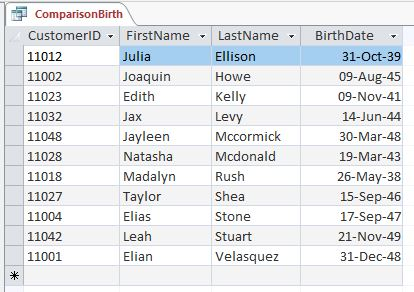 ComparisonBirth
CustomerID FirstName LastName BirthDate
11012 Julia Ellison 31-Oct-39
11002 Joaquin Howe 09-Aug-45
11023 Edith Kelly 09-Nov-41
11032 Jax Levy 14-Jun-44
11048 Jayleen Mccormick 30-Mar-48
11028 Natasha Mcdonald 19-Mar-43
11018 Madalyn Rush 26-May-38
11027 Taylor Shea 15-Sep-46
11004 Elias Stone 17-Sep-47
11042 Leah Stuart 21-Nov-49
11001 Elian Velasquez 31-Dec-48